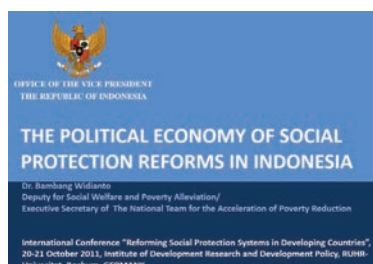 OFFICE OF THE VICE PRESIDENT
THE REPUBLIC OF INDONESIA
THE POLITICAL ECONOMY OF SOCIAL
PROTECTION REFORMS IN INDONESIA
Dr. Bambang Widianto
Deputy for Social Welfare and Poverty Alleviation/
Executive Secretary of The National Team for the Acceleration of Poverty Reduction
International Conference "Reforming Social Protection Systems in Developing Countries",
20-21 October 2011, Institute of Development Research and Development Policy, RUHR-